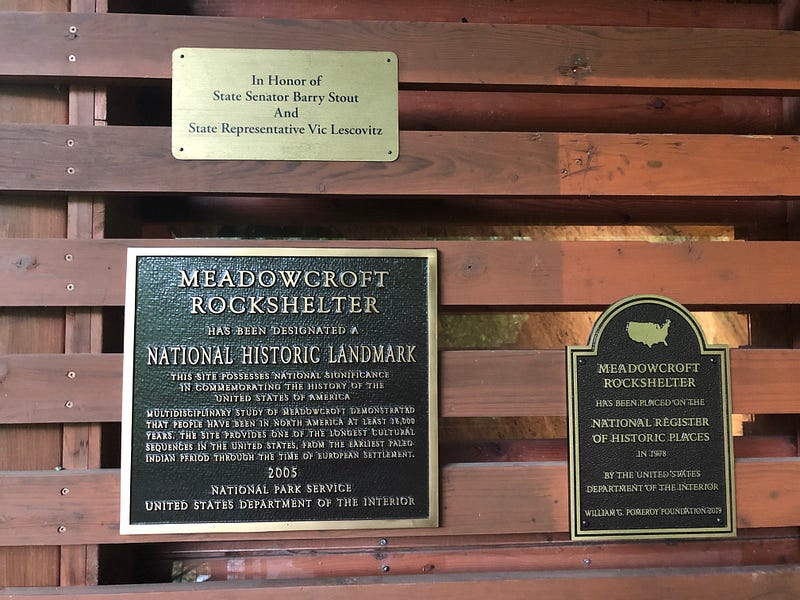 In Honor of
State Senator Barry Stout
And
State Representative Vic Lescovitz
MEADOWCROFT
ROCKSHELTER
HAS BEEN DESIGNATED A
NATIONAL HISTORIC LANDMARK
THIS SITE POSSESSES NATIONAL SIGNIFICANCE
IN COMMEMORATING THE HISTORY OF THE
UNITED STATES OF AMERICA
MULTIDISCIPLINARY STUDY OF MEADOWCROFT DEMONSTRATED
THAT PEOPLE HAVE BEEN IN NORTH AMERICA AT LEAST 16,000
YEARS. THE SITE PROVIDES ONE OF THE LONGEST CULTURAL
SEQUENCES IN THE UNITED STATES, FROM THE EARLIEST PALEO-
INDIAN PERIOD THROUGH THE TIME OF EUROPEAN SETTLEMENT.
2005
NATIONAL PARK SERVICE
UNITED STATES DEPARTMENT OF THE INTERIOR
MEADOWCROFT
ROCKSHELTER
HAS BEEN PLACED ON THE
NATIONAL REGISTER
OF HISTORIC PLACES
IN 1978
BY THE UNITED STATES
DEPARTMENT OF THE INTERIOR
WILLIAM G. POMEROY FOUNDATION 2019